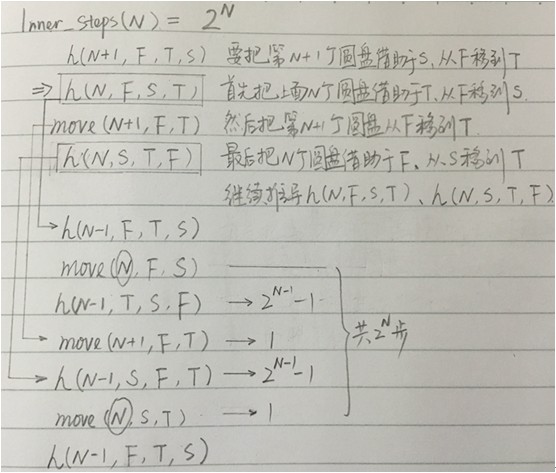 Inner_steps(N) = 2^N
h(N+1, F, T, S) 要把第N+1个圆盘借助于S、从F移到T
⇒ h(N, F, S, T) 首先把上面N个圆盘借助于T、从F移到S.
move(N+1, F, T) 然后把第N+1个圆盘从F移到T.
h(N, S, T, F) 最后把N个圆盘借助于F、从S移到T
继续推导h(N, F, S, T)、h(N, S, T, F)
h(N-1, F, T, S)
move(N, F, S)
h(N-1, T, S, F) → 2^{N-1}-1
move(N+1, F, T) → 1
共2^N步
h(N-1, S, F, T) → 2^{N-1}-1
move(N, S, T) → 1
h(N-1, F, T, S)